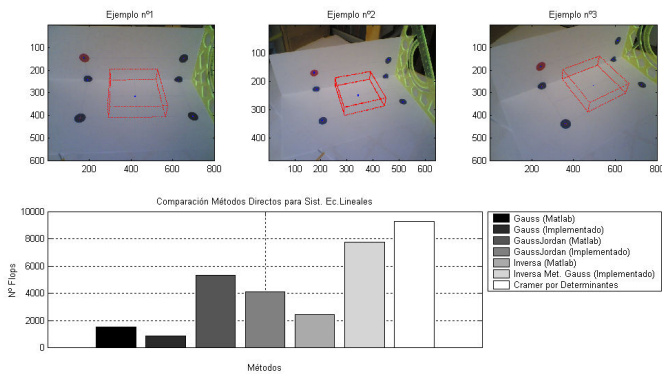 Ejemplo nº1
Ejemplo nº2
Ejemplo nº3
100
200
300
400
500
600
200
400
600
800
100
200
300
400
100
200
300
400
500
600
100
200
300
400
500
600
200
400
600
800
Comparación Métodos Directos para Sist. Ec.Lineales
10000
8000
6000
4000
2000
0
Nº Flops
Métodos
Gauss (Matlab)
Gauss (Implementado)
GaussJordan (Matlab)
GaussJordan (Implementado)
Inversa (Matlab)
Inversa Met. Gauss (Implementado)
Cramer por Determinantes